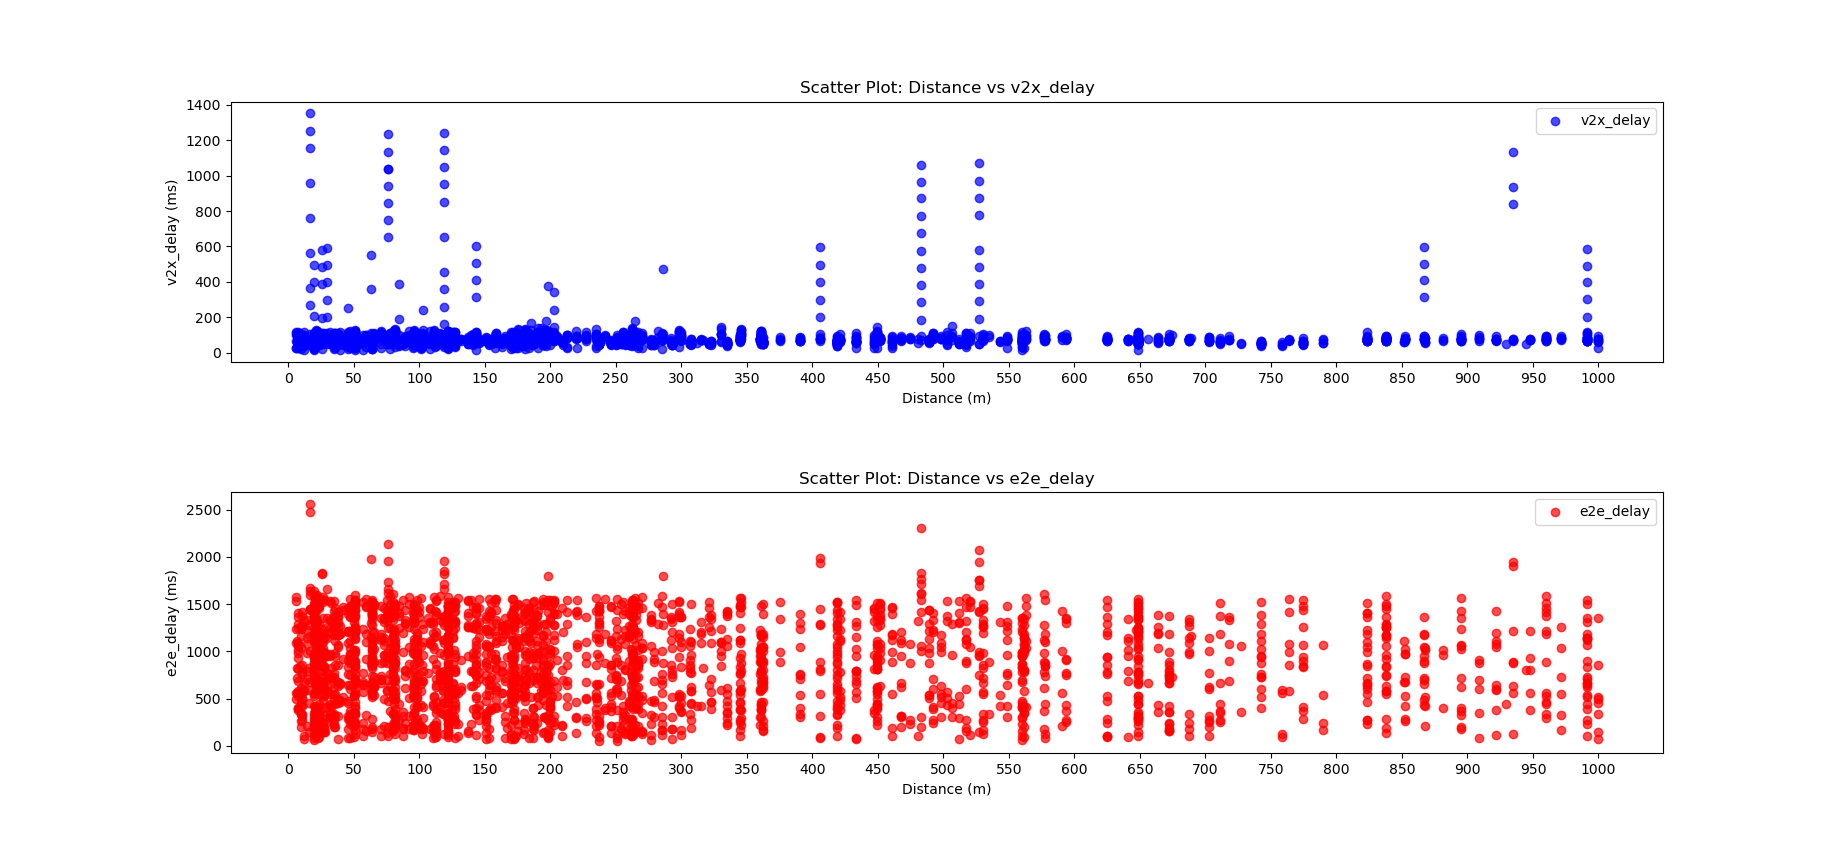 Scatter Plot: Distance vs v2x_delay
1400
1200
1000
800
600
400
200
0
v2x_delay (ms)
v2x_delay
0 50 100 150 200 250 300 350 400 450 500 550 600 650 700 750 800 850 900 950 1000
Distance (m)
Scatter Plot: Distance vs e2e_delay
2500
2000
1500
1000
500
0
e2e_delay (ms)
e2e_delay
0 50 100 150 200 250 300 350 400 450 500 550 600 650 700 750 800 850 900 950 1000
Distance (m)